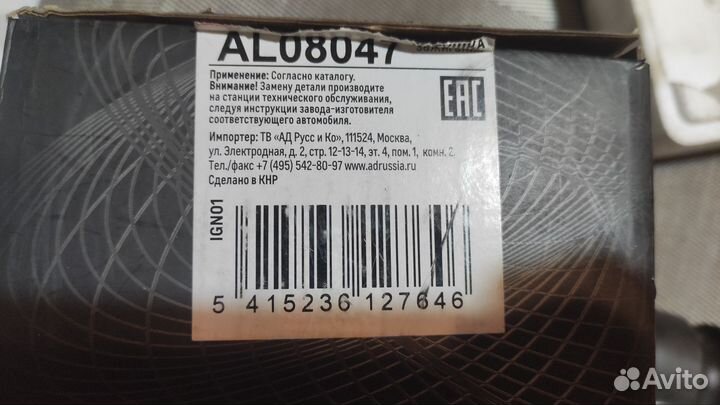 AL08047
Применение: Согласно каталогу.
Внимание! Замену детали производите
на станции технического обслуживания,
следуя инструкции завода-изготовителя
соответствующего автомобиля.
EAC
Импортер: ТВ «АД Русс и Ко», 111524, Москва,
ул. Электродная, д. 2, стр. 12-13-14, эт. 4, пом. 1, комн. 2
Тел./факс +7 (495) 542-80-97 www.adrussia.ru
Сделано в КНР
IGN01
5 415236 127646
Avito